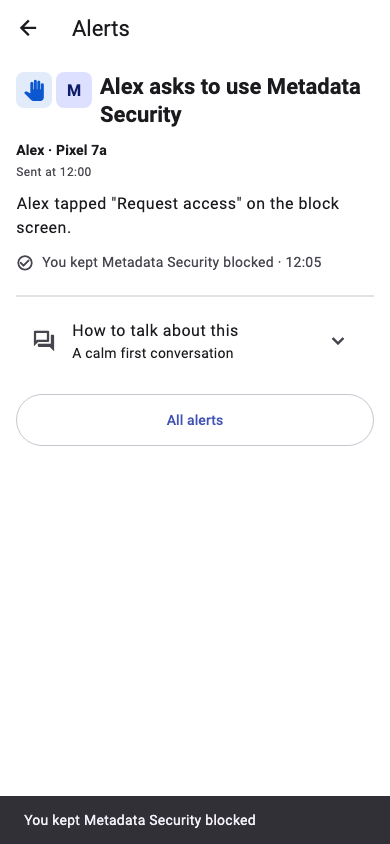 Alerts
M
Alex asks to use Metadata
Security
Alex · Pixel 7a
Sent at 12:00
Alex tapped "Request access" on the block
screen.
You kept Metadata Security blocked · 12:05
How to talk about this
A calm first conversation
All alerts
You kept Metadata Security blocked